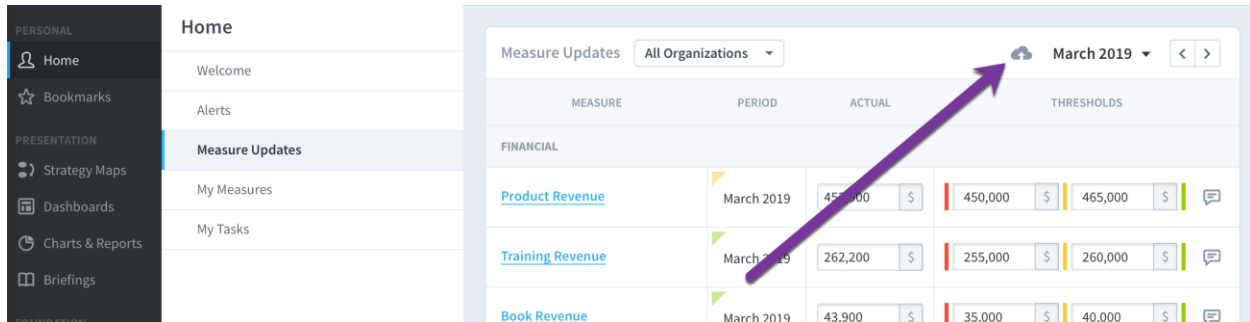 PERSONAL
Home
Bookmarks
PRESENTATION
Strategy Maps
Dashboards
Charts & Reports
Briefings
Home
Welcome
Alerts
Measure Updates
My Measures
My Tasks
Measure Updates All Organizations March 2019 < >
MEASURE PERIOD ACTUAL THRESHOLDS
FINANCIAL
Product Revenue March 2019 $ 450,000 $ 465,000 $
Training Revenue March 262,200 $ 255,000 $ 260,000 $
Book Revenue March 2019 43,900 $ 35,000 $ 40,000 $